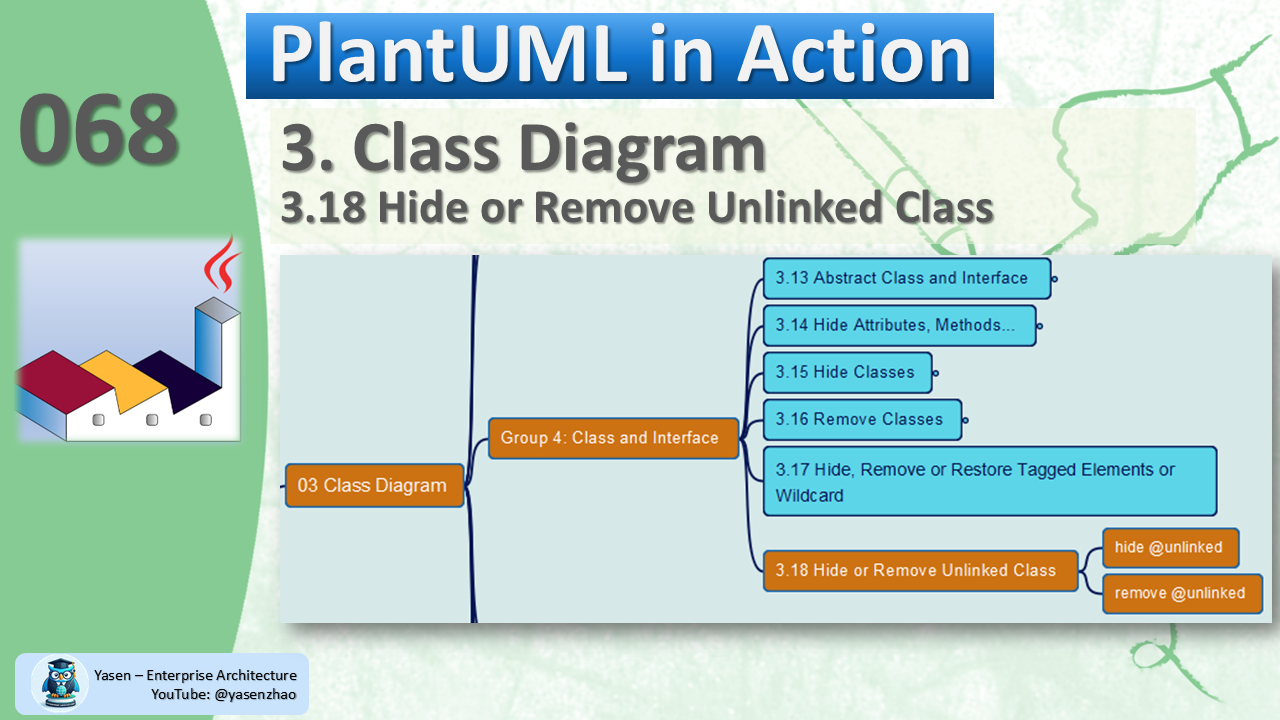 PlantUML in Action
068
3. Class Diagram
3.18 Hide or Remove Unlinked Class
3.13 Abstract Class and Interface
3.14 Hide Attributes, Methods...
3.15 Hide Classes
3.16 Remove Classes
Group 4: Class and Interface
3.17 Hide, Remove or Restore Tagged Elements or
Wildcard
03 Class Diagram
3.18 Hide or Remove Unlinked Class
hide @unlinked
remove @unlinked
Yasen – Enterprise Architecture
YouTube: @yasenzhao